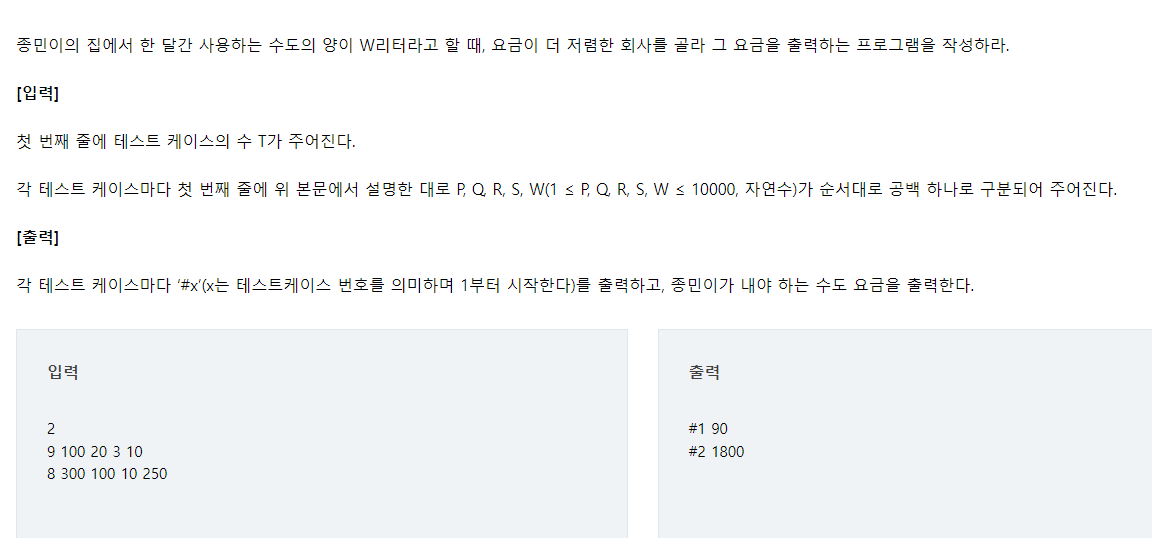 종민이의 집에서 한 달간 사용하는 수도의 양이 W리터라고 할 때, 요금이 더 저렴한 회사를 골라 그 요금을 출력하는 프로그램을 작성하라.
[입력]
첫 번째 줄에 테스트 케이스의 수 T가 주어진다.
각 테스트 케이스마다 첫 번째 줄에 위 본문에서 설명한 대로 P, Q, R, S, W(1 ≤ P, Q, R, S, W ≤ 10000, 자연수)가 순서대로 공백 하나로 구분되어 주어진다.
[출력]
각 테스트 케이스마다 ‘#x’(x는 테스트케이스 번호를 의미하며 1부터 시작한다)를 출력하고, 종민이가 내야 하는 수도 요금을 출력한다.
입력
2
9 100 20 3 10
8 300 100 10 250
출력
#1 90
#2 1800